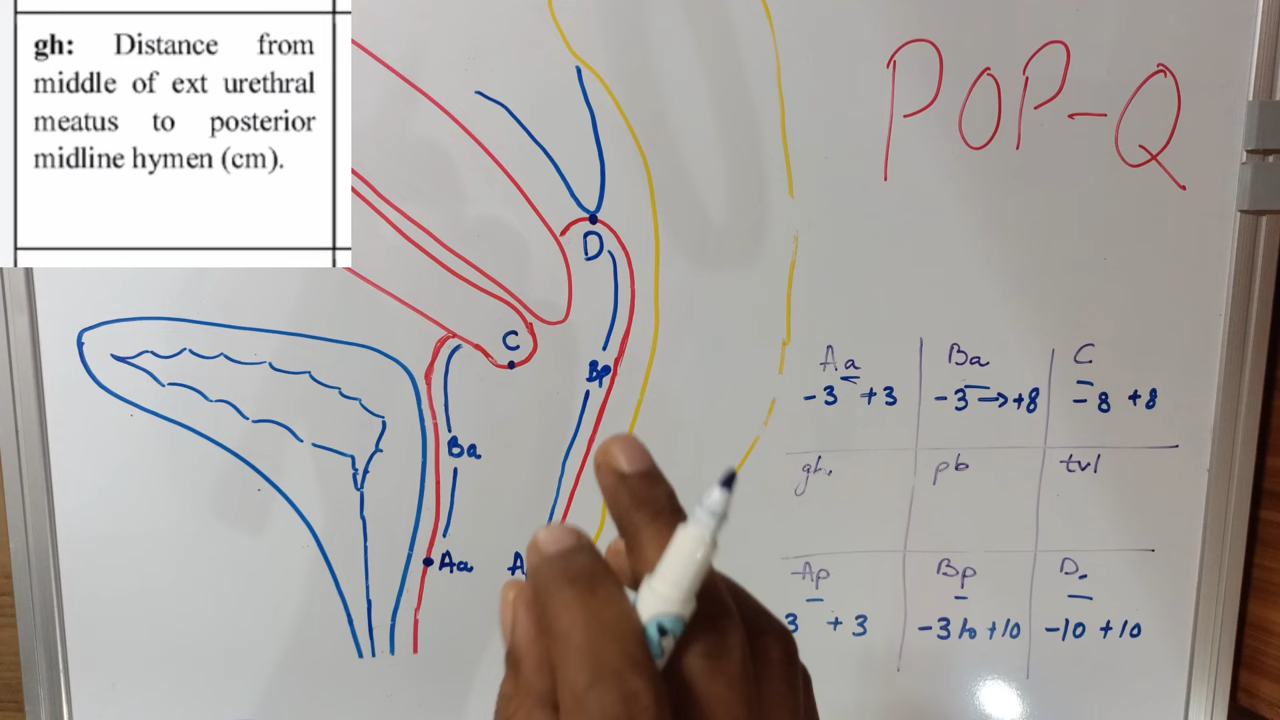 gh: Distance from
middle of ext urethral
meatus to posterior
midline hymen (cm).
POP-Q
D
C
Bp
Ba
Aa
A
Aa Ba C
-3 +3 -3 → +8 -8 +8
gh pb tvl
Ap Bp D
3 +3 -3 to +10 -10 +10